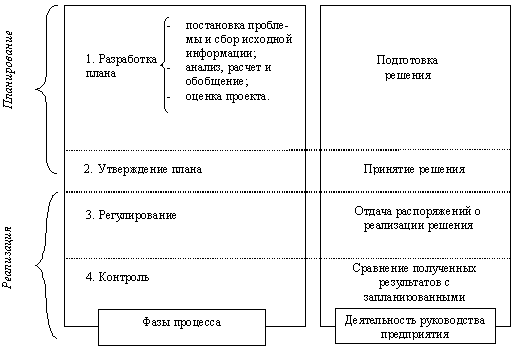 Планирование
1. Разработка
плана
- постановка пробле-
мы и сбор исходной
информации;
- анализ, расчет и
обобщение;
- оценка проекта.
Подготовка
решения
2. Утверждение плана
Принятие решения
Реализация
3. Регулирование
Отдача распоряжений о
реализации решения
4. Контроль
Сравнение полученных
результатов с
запланированными
Фазы процесса
Деятельность руководства
предприятия